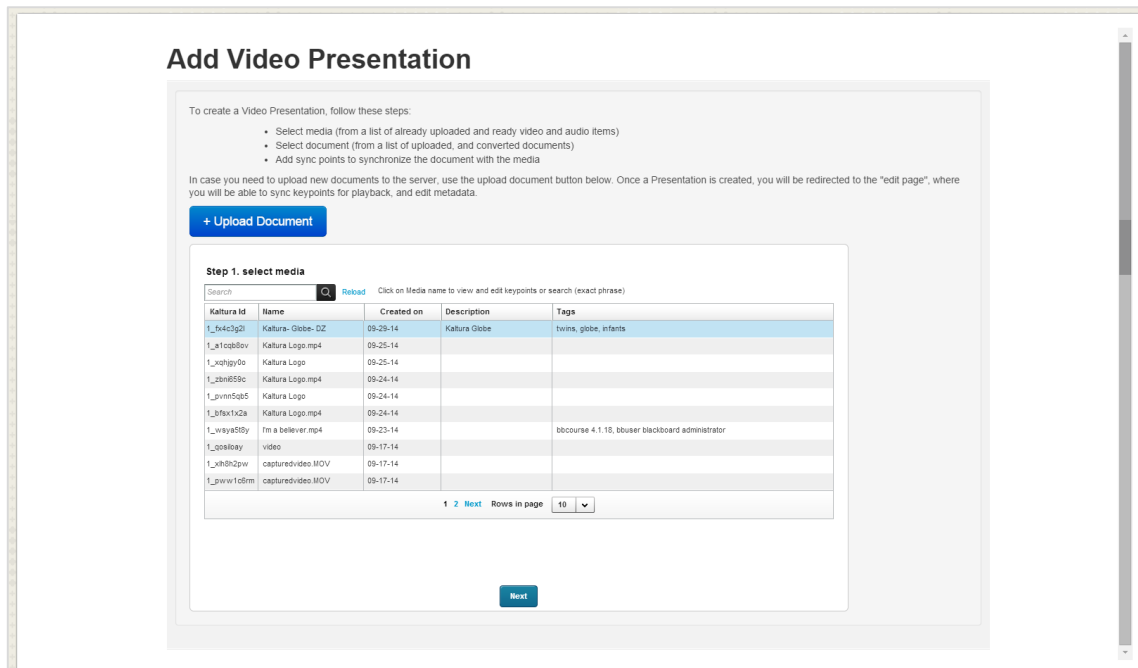 Add Video Presentation
To create a Video Presentation, follow these steps:
• Select media (from a list of already uploaded and ready video and audio items)
• Select document (from a list of uploaded, and converted documents)
• Add sync points to synchronize the document with the media
In case you need to upload new documents to the server, use the upload document button below. Once a Presentation is created, you will be redirected to the "edit page", where
you will be able to sync keypoints for playback, and edit metadata.
+ Upload Document
Step 1. select media
Search Reload Click on Media name to view and edit keypoints or search (exact phrase)
Kaltura Id Name Created on Description Tags
1_fx4c3g2l Kaltura- Globe- DZ 09-29-14 Kaltura Globe twins, globe, infants
1_a1cqb8ov Kaltura Logo.mp4 09-25-14
1_xqhjgy0o Kaltura Logo 09-25-14
1_zbni659c Kaltura Logo.mp4 09-24-14
1_pvnn5qb5 Kaltura Logo 09-24-14
1_bfsx1x2a Kaltura Logo.mp4 09-24-14
1_wsya5t8y I'm a believer.mp4 09-23-14 bbcourse 4.1.18, bbuser blackboard administrator
1_qosiloay video 09-17-14
1_xlh8h2pw capturedvideo.MOV 09-17-14
1_pww1c6rm capturedvideo.MOV 09-17-14
1 2 Next Rows in page 10
Next